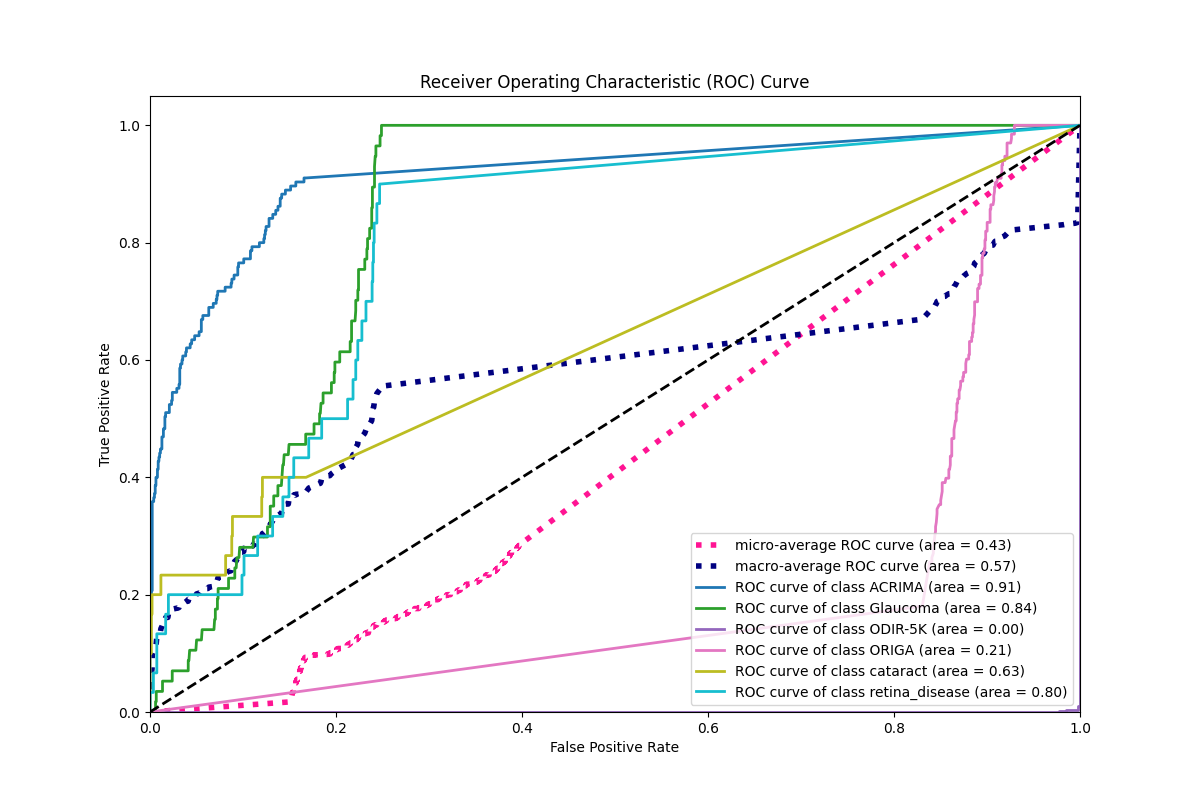 Receiver Operating Characteristic (ROC) Curve
True Positive Rate
1.0
0.8
0.6
0.4
0.2
0.0
micro-average ROC curve (area = 0.43)
macro-average ROC curve (area = 0.57)
ROC curve of class ACRIMA (area = 0.91)
ROC curve of class Glaucoma (area = 0.84)
ROC curve of class ODIR-5K (area = 0.00)
ROC curve of class ORIGA (area = 0.21)
ROC curve of class cataract (area = 0.63)
ROC curve of class retina_disease (area = 0.80)
0.0 0.2 0.4 0.6 0.8 1.0
False Positive Rate